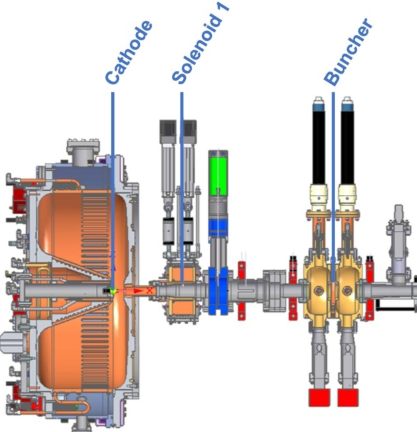 Cathode
Solenoid 1
Buncher